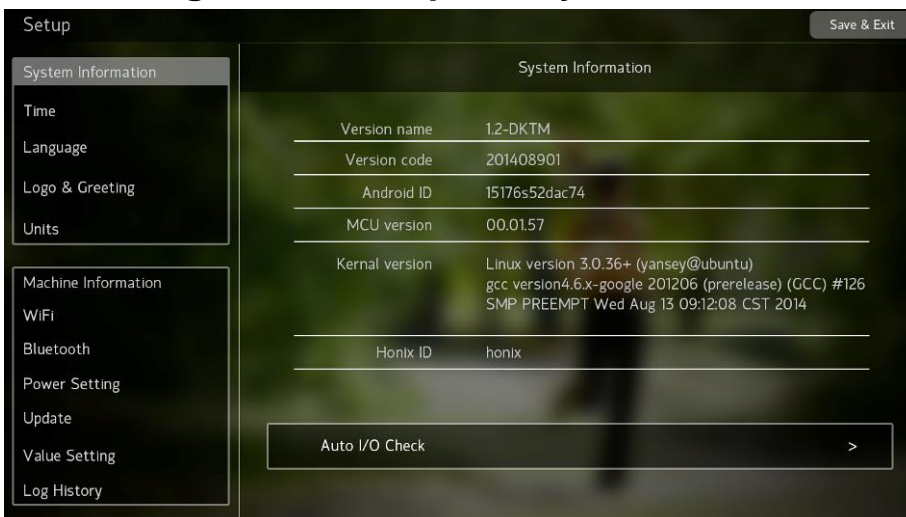 Setup
Save & Exit
System Information
Time
Language
Logo & Greeting
Units
Machine Information
WiFi
Bluetooth
Power Setting
Update
Value Setting
Log History
System Information
Version name 1.2-DKTM
Version code 201408901
Android ID 15176s52dac74
MCU version 00.01.57
Kernal version Linux version 3.0.36+ (yansey@ubuntu)
gcc version4.6.x-google 201206 (prerelease) (GCC) #126
SMP PREEMPT Wed Aug 13 09:12:08 CST 2014
Honix ID honix
Auto I/O Check >